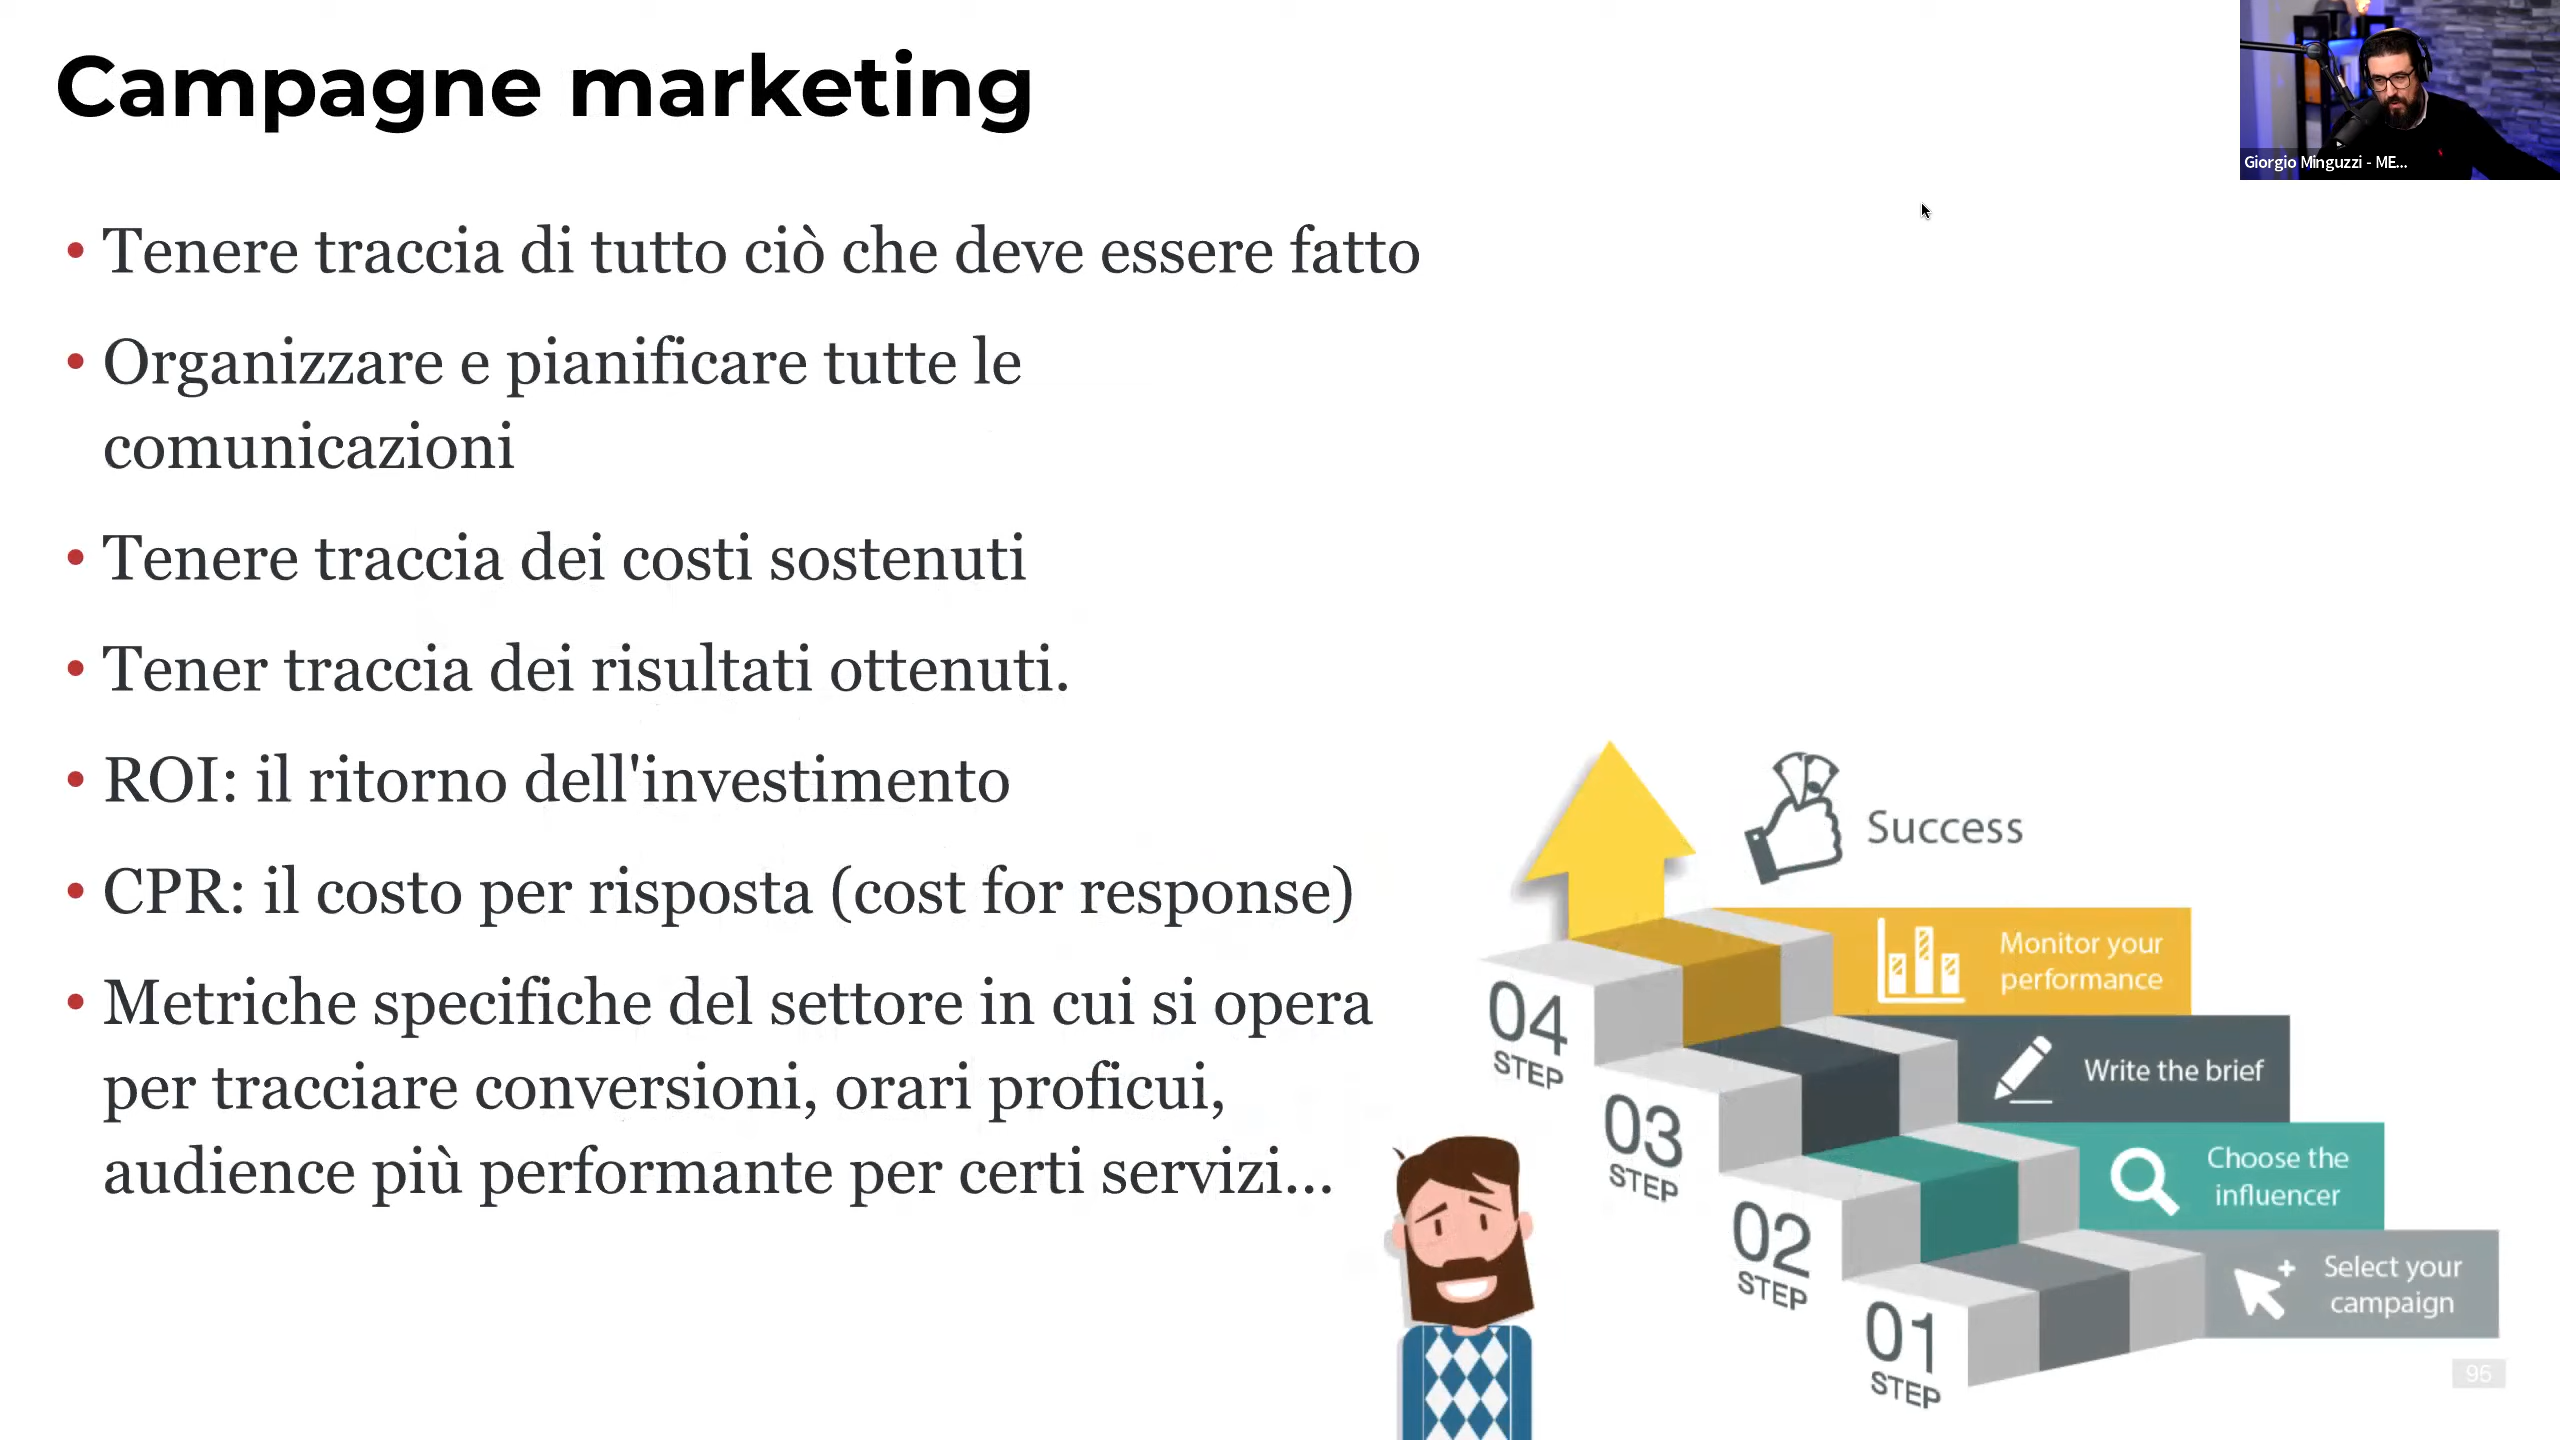 Campagne marketing
Giorgio Minguzzi - ME...
• Tenere traccia di tutto ciò che deve essere fatto
• Organizzare e pianificare tutte le
comunicazioni
• Tenere traccia dei costi sostenuti
• Tener traccia dei risultati ottenuti.
• ROI: il ritorno dell'investimento
• CPR: il costo per risposta (cost for response)
• Metriche specifiche del settore in cui si opera
per tracciare conversioni, orari proficui,
audience più performante per certi servizi...
Success
Monitor your
performance
04
STEP
Write the brief
03
STEP
Choose the
influencer
02
STEP
Select your
campaign
01
STEP
95